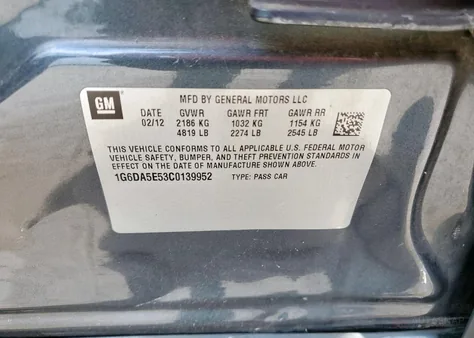 GM
MFD BY GENERAL MOTORS LLC
DATE GVWR GAWR FRT GAWR RR
02/12 2186 KG 1032 KG 1154 KG
4819 LB 2274 LB 2545 LB
THIS VEHICLE CONFORMS TO ALL APPLICABLE U.S. FEDERAL MOTOR
VEHICLE SAFETY, BUMPER, AND THEFT PREVENTION STANDARDS IN
EFFECT ON THE DATE OF MANUFACTURE SHOWN ABOVE.
1G6DA5E53C0139952 TYPE: PASS CAR